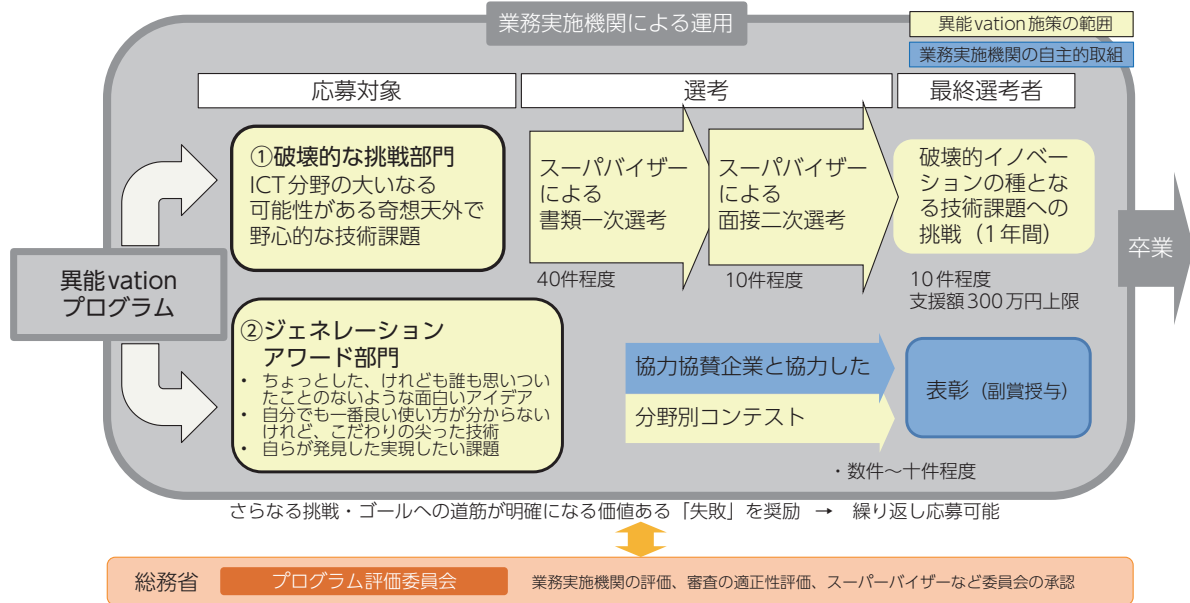 業務実施機関による運用
異能vation施策の範囲
業務実施機関の自主的取組
応募対象
選考
最終選考者
異能vation
プログラム
①破壊的な挑戦部門
ICT分野の大いなる
可能性がある奇想天外で
野心的な技術課題
スーパバイザー
による
書類一次選考
40件程度
スーパバイザー
による
面接二次選考
10件程度
破壊的イノベー
ションの種とな
る技術課題への
挑戦（1年間）
10件程度
支援額300万円上限
卒業
②ジェネレーション
アワード部門
• ちょっとした、けれども誰も思いつい
たことのないような面白いアイデア
• 自分でも一番良い使い方が分からない
けれど、こだわりの尖った技術
• 自らが発見した実現したい課題
協力協賛企業と協力した
分野別コンテスト
表彰（副賞授与）
・数件～十件程度
さらなる挑戦・ゴールへの道筋が明確になる価値ある「失敗」を奨励 → 繰り返し応募可能
総務省
プログラム評価委員会
業務実施機関の評価、審査の適正性評価、スーパーバイザーなど委員会の承認